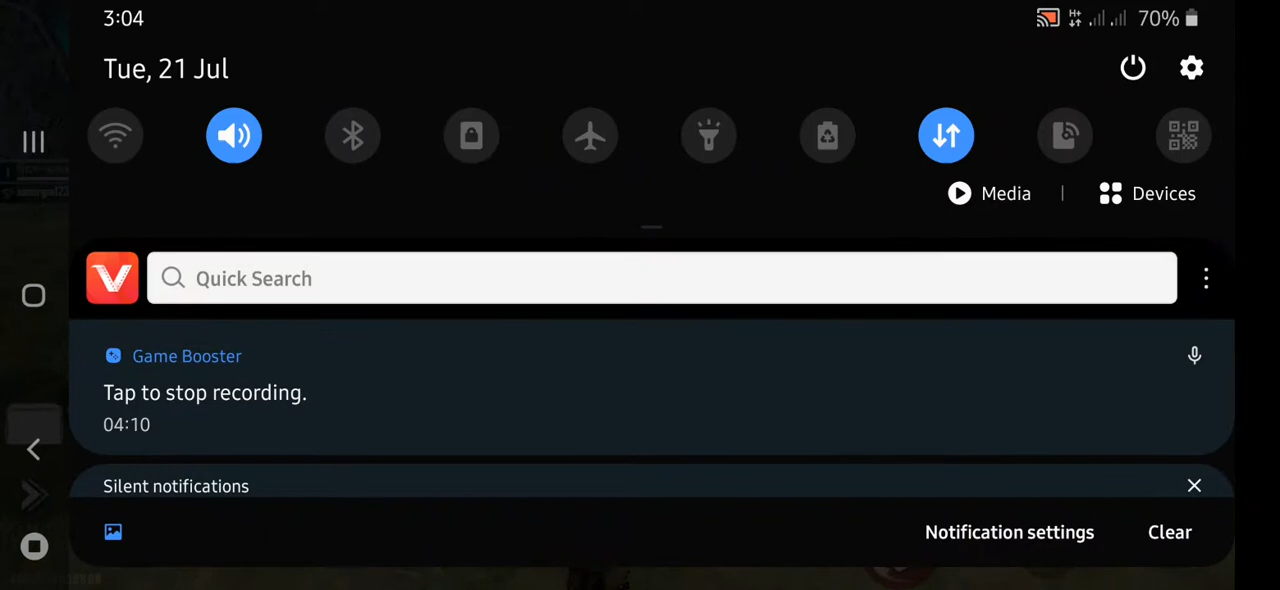 3:04
70%
Tue, 21 Jul
Media | Devices
Quick Search
Game Booster
Tap to stop recording.
04:10
Silent notifications
Notification settings Clear